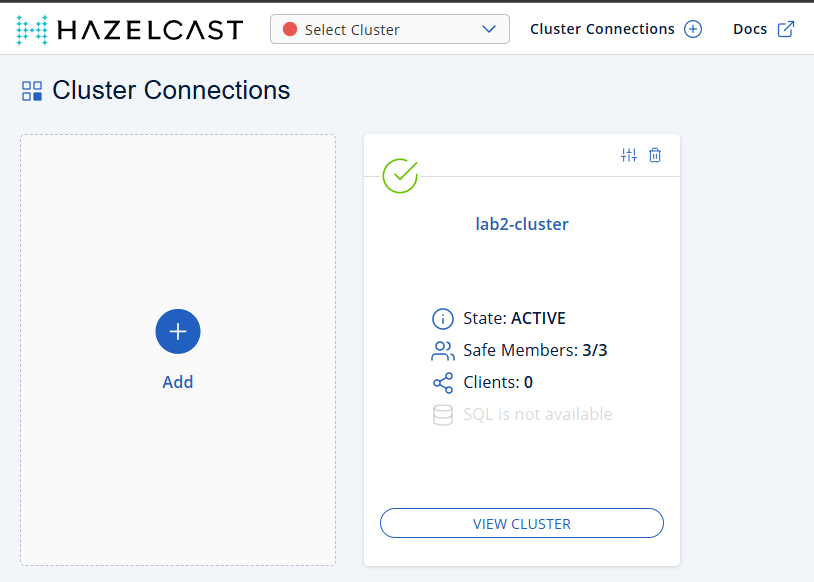 HAZELCAST
Select Cluster
Cluster Connections
Docs
Cluster Connections
Add
lab2-cluster
State: ACTIVE
Safe Members: 3/3
Clients: 0
SQL is not available
VIEW CLUSTER